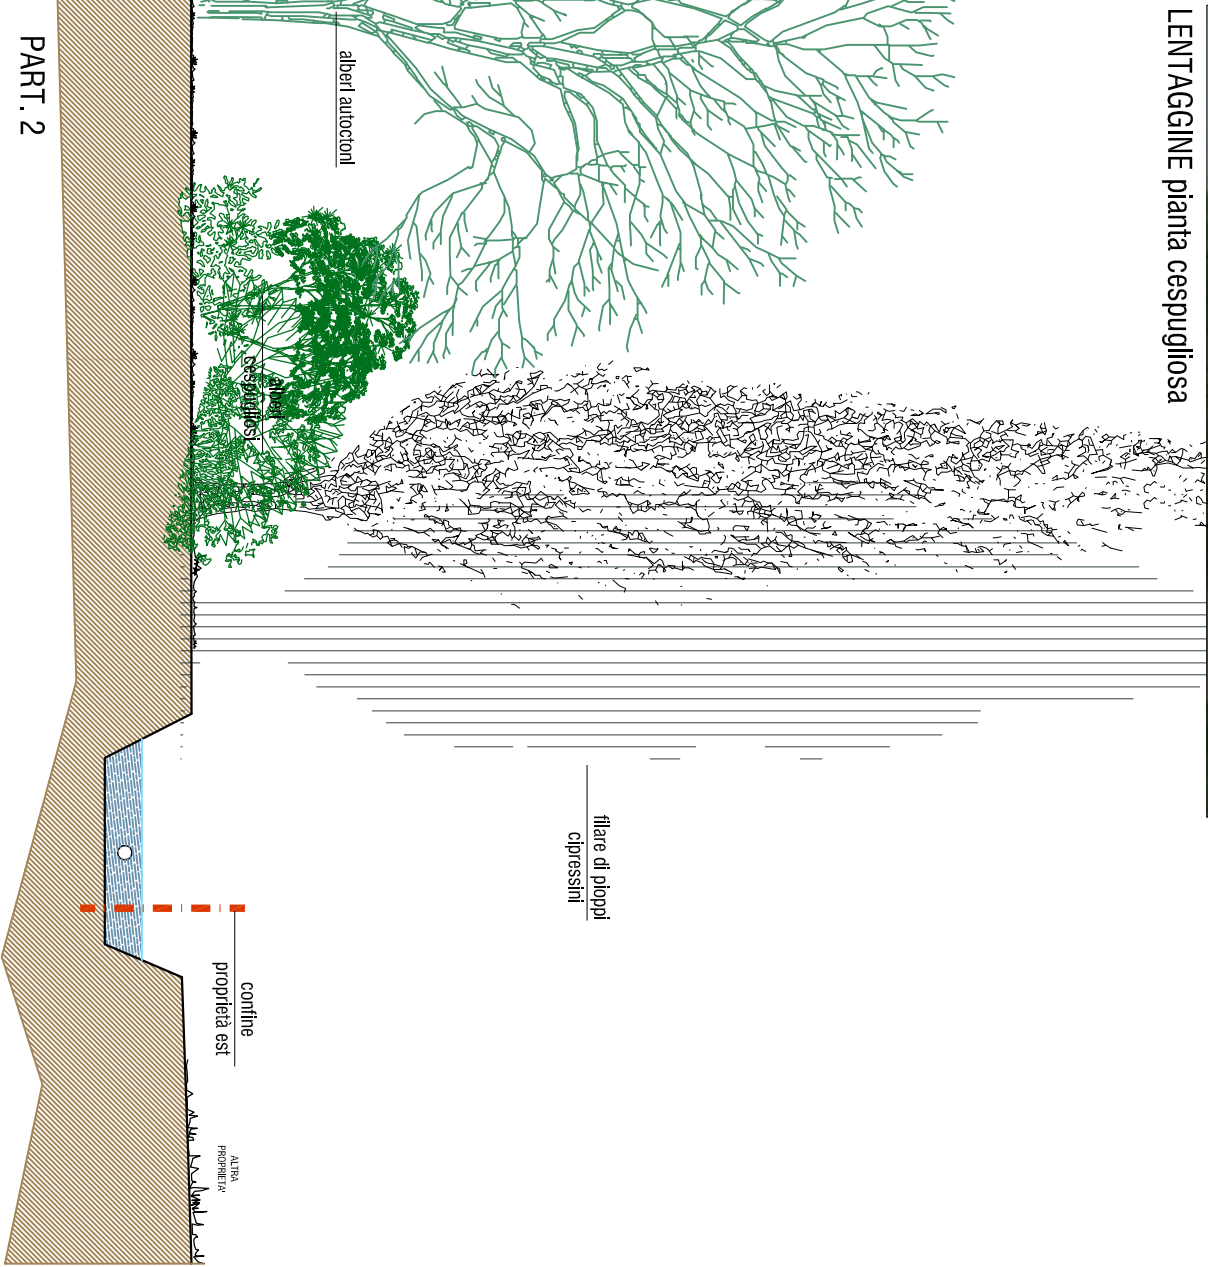 LENTAGGINE pianta cespugliosa
filare di pioppi
cipressini
alberI autoctonI
alberi
cespugliosi
confine
proprietà est
ALTRA
PROPRIETA'
PART. 2